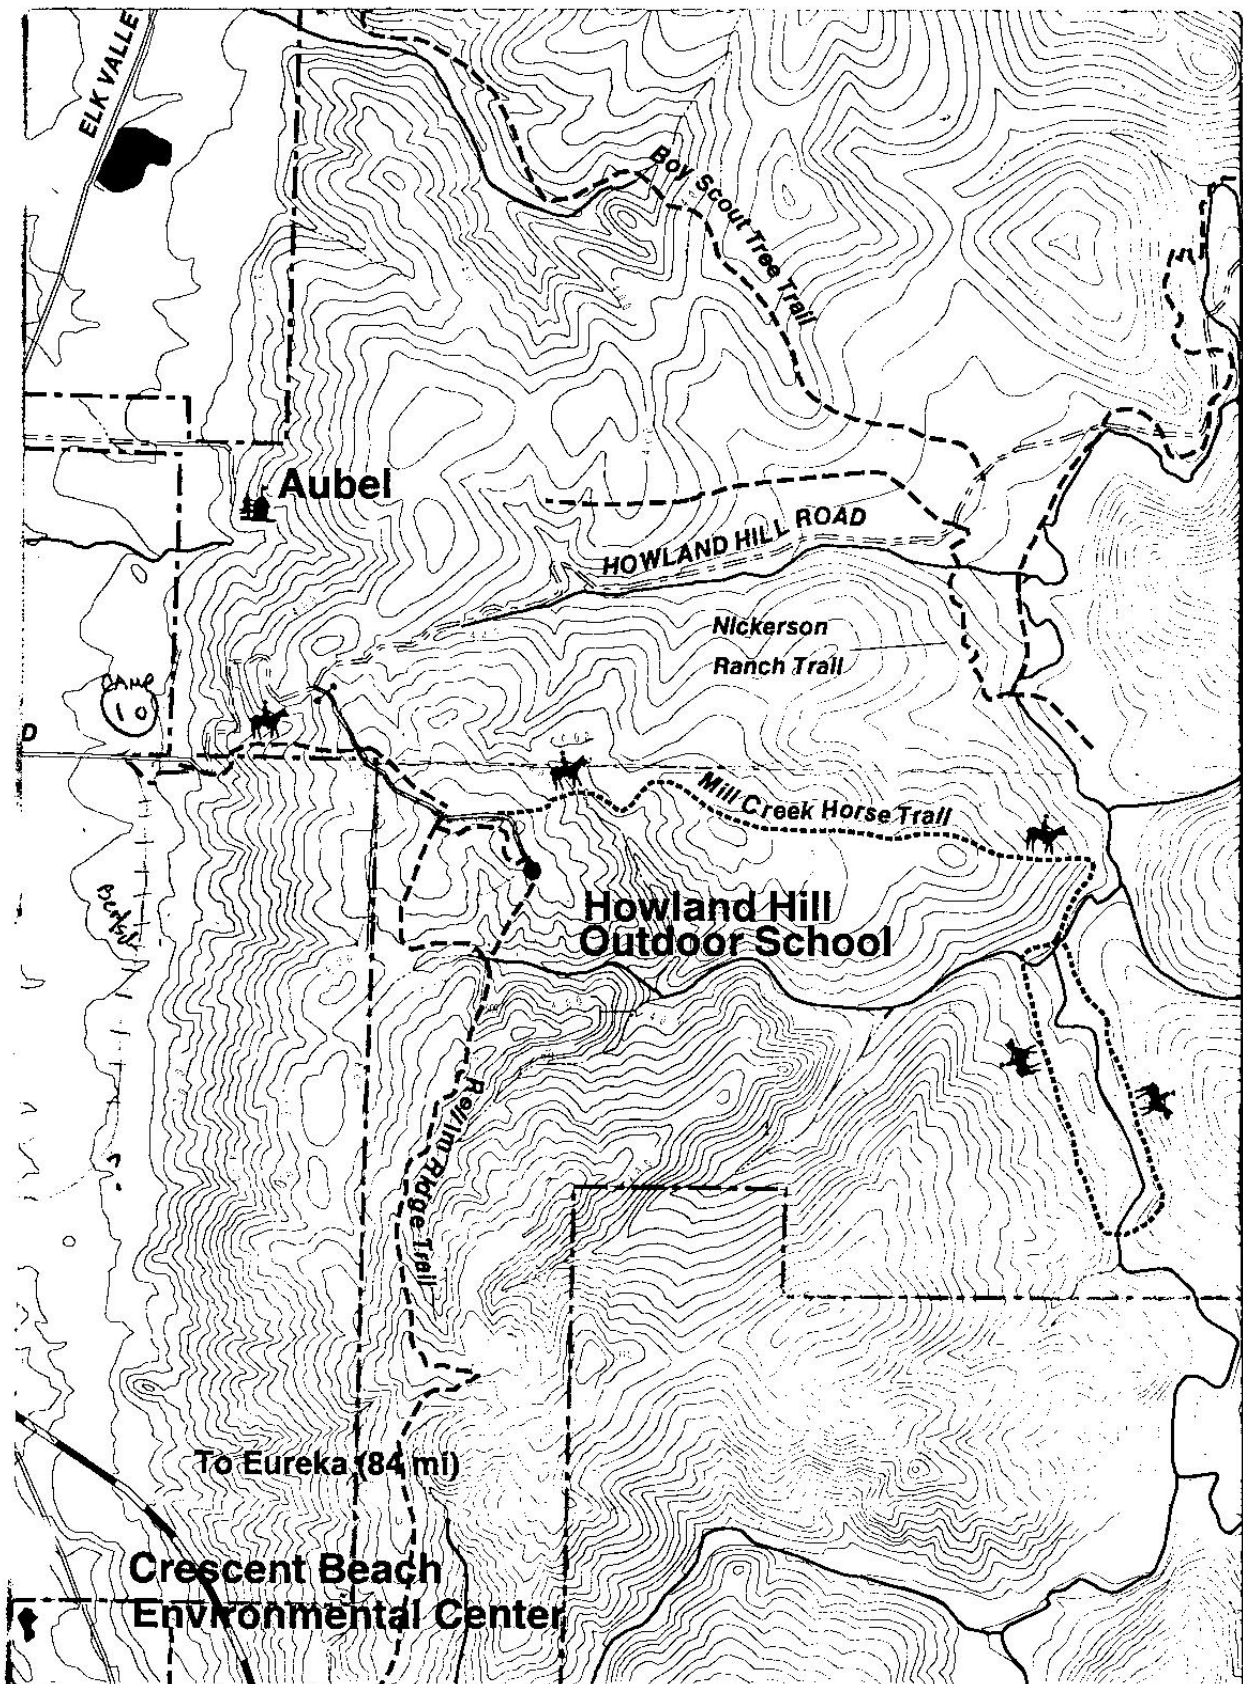 ELK VALLE
Boy Scout Tree Trail
Aubel
HOWLAND HILL ROAD
Nickerson
Ranch Trail
CAMP
10
D
Mill Creek Horse Trail
Howland Hill
Outdoor School
Rellim Ridge Trail
To Eureka (84 mi)
Crescent Beach
Environmental Center